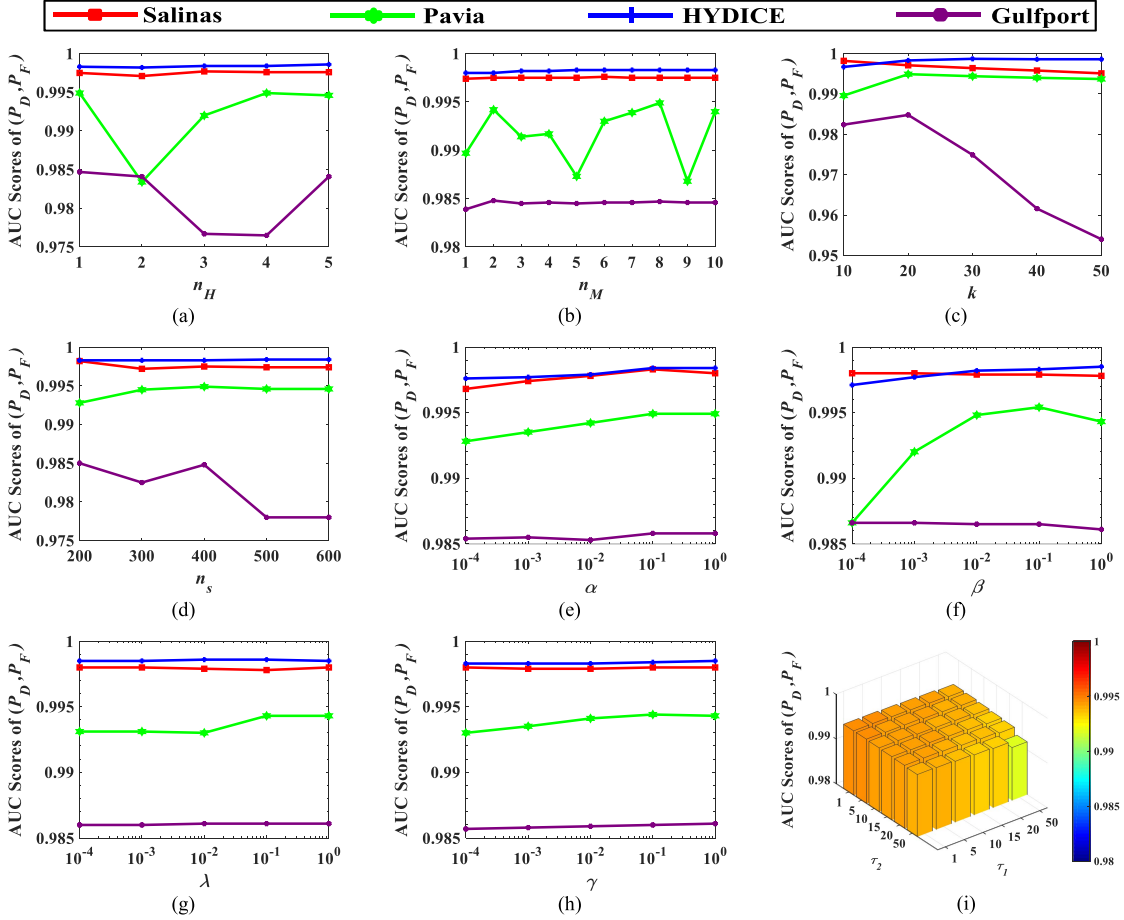 Salinas Pavia HYDICE Gulfport
AUC Scores of (P_D, P_F)
1
0.995
0.99
0.985
0.98
0.975
1 2 3 4 5
n_H
(a)
AUC Scores of (P_D, P_F)
1
0.995
0.99
0.985
0.98
1 2 3 4 5 6 7 8 9 10
n_M
(b)
AUC Scores of (P_D, P_F)
1
0.99
0.98
0.97
0.96
0.95
10 20 30 40 50
k
(c)
AUC Scores of (P_D, P_F)
1
0.995
0.99
0.985
0.98
0.975
200 300 400 500 600
n_s
(d)
AUC Scores of (P_D, P_F)
1
0.995
0.99
0.985
10^-4 10^-3 10^-2 10^-1 10^0
α
(e)
AUC Scores of (P_D, P_F)
1
0.995
0.99
0.985
10^-4 10^-3 10^-2 10^-1 10^0
β
(f)
AUC Scores of (P_D, P_F)
1
0.995
0.99
0.985
10^-4 10^-3 10^-2 10^-1 10^0
λ
(g)
AUC Scores of (P_D, P_F)
1
0.995
0.99
0.985
10^-4 10^-3 10^-2 10^-1 10^0
γ
(h)
AUC Scores of (P_D, P_F)
1
0.99
0.98
1 5 10 15 20 50
τ_2
1 5 10 15 20 50
τ_1
1
0.995
0.99
0.985
0.98
(i)